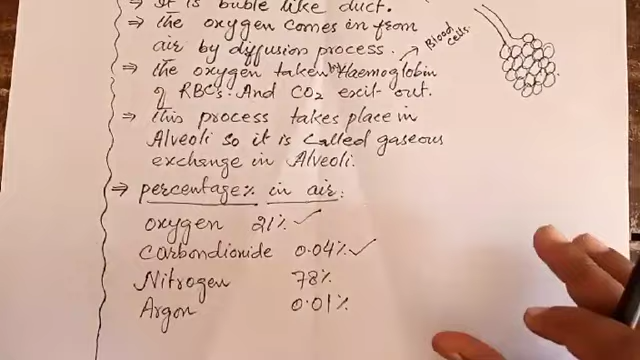 ⇒ It is buble like duct.
⇒ the oxygen comes in from
air by diffusion process.
Blood
cells.
⇒ the oxygen taken by Haemoglobin
of RBCs. And CO2 exit out.
⇒ this process takes place in
Alveoli so it is called gaseous
exchange in Alveoli.
⇒ percentage% in air:
oxygen 21% ✓
Carbondioxide 0.04% ✓
Nitrogen 78%
Argon 0.01%